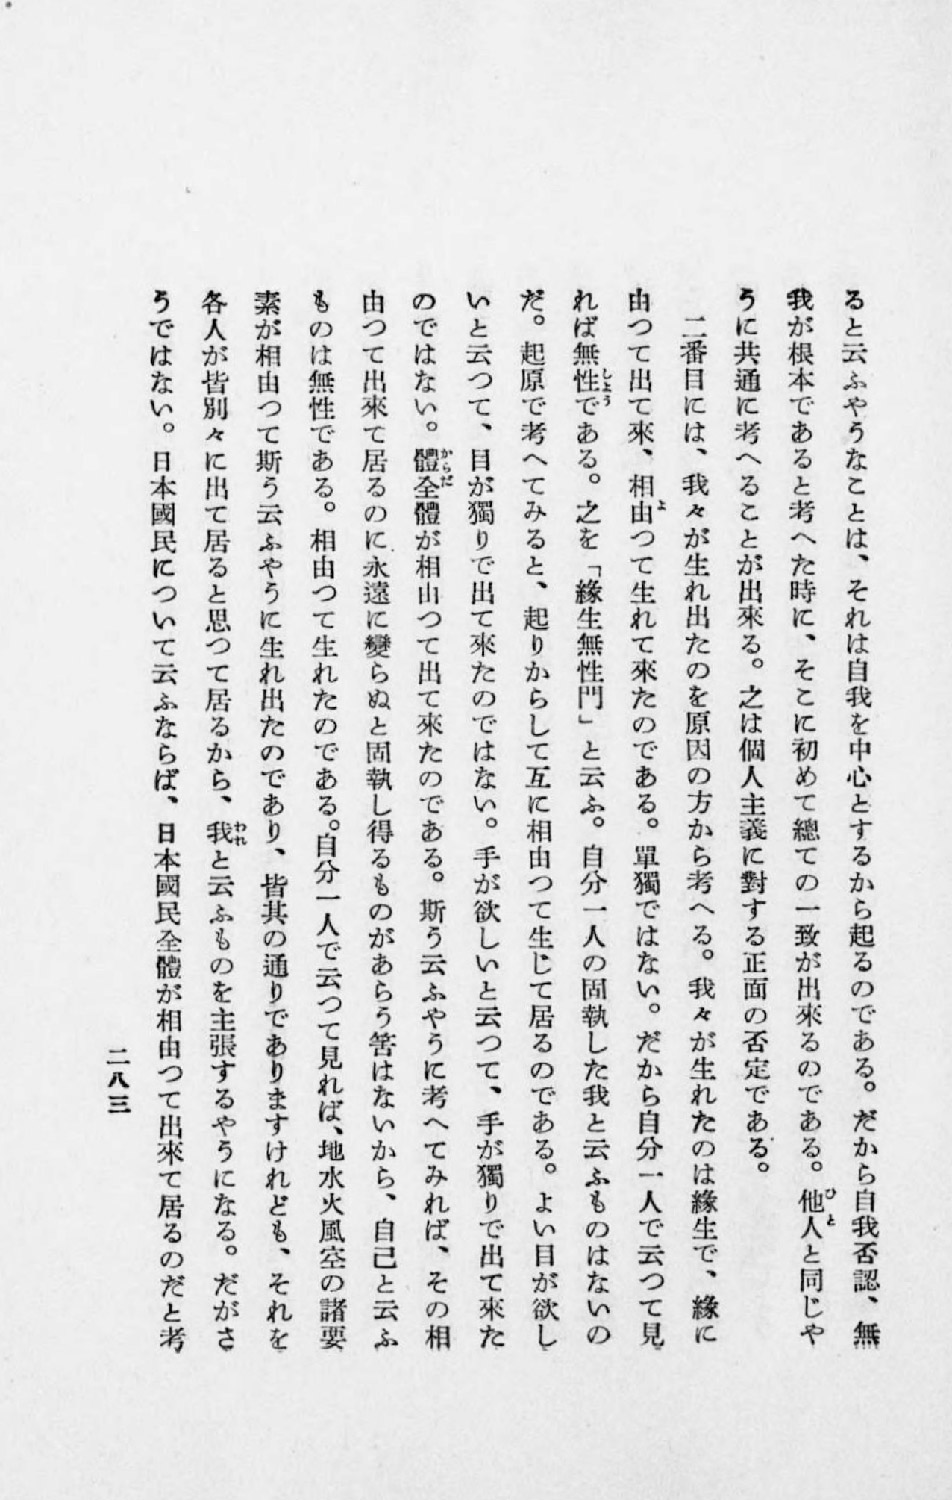 ると云ふやうなことは、それは自我を中心とするから起るのである。だから自我否認、無
我が根本であると考へた時に、そこに初めて總ての一致が出來るのである。他人と同じや
うに共通に考へることが出來る。之は個人主義に對する正面の否定である。
二番目には、我々が生れ出たのを原因の方から考へる。我々が生れたのは緣生で、緣に
由つて出て來、相由つて生れて來たのである。單獨ではない。だから自分一人で云つて見
れば無性である。之を「緣生無性門」と云ふ。自分一人の固執した我と云ふものはないの
だ。起原で考へてみると、起りからして互に相由つて生じて居るのである。よい目が欲し
いと云つて、目が獨りで出て來たのではない。手が欲しいと云つて、手が獨りで出て來た
のではない。體全體が相由つて出て來たのである。斯う云ふやうに考へてみれば、その相
由つて出來て居るのに永遠に變らぬと固執し得るものがあらう筈はないから、自己と云ふ
ものは無性である。相由つて生れたのである。自分一人で云つて見れば、地水火風空の諸要
素が相由つて斯う云ふやうに生れ出たのであり、皆其の通りでありますけれども、それを
各人が皆別々に出て居ると思つて居るから、我と云ふものを主張するやうになる。だがさ
うではない。日本國民について云ふならば、日本國民全體が相由つて出來て居るのだと考
二八三